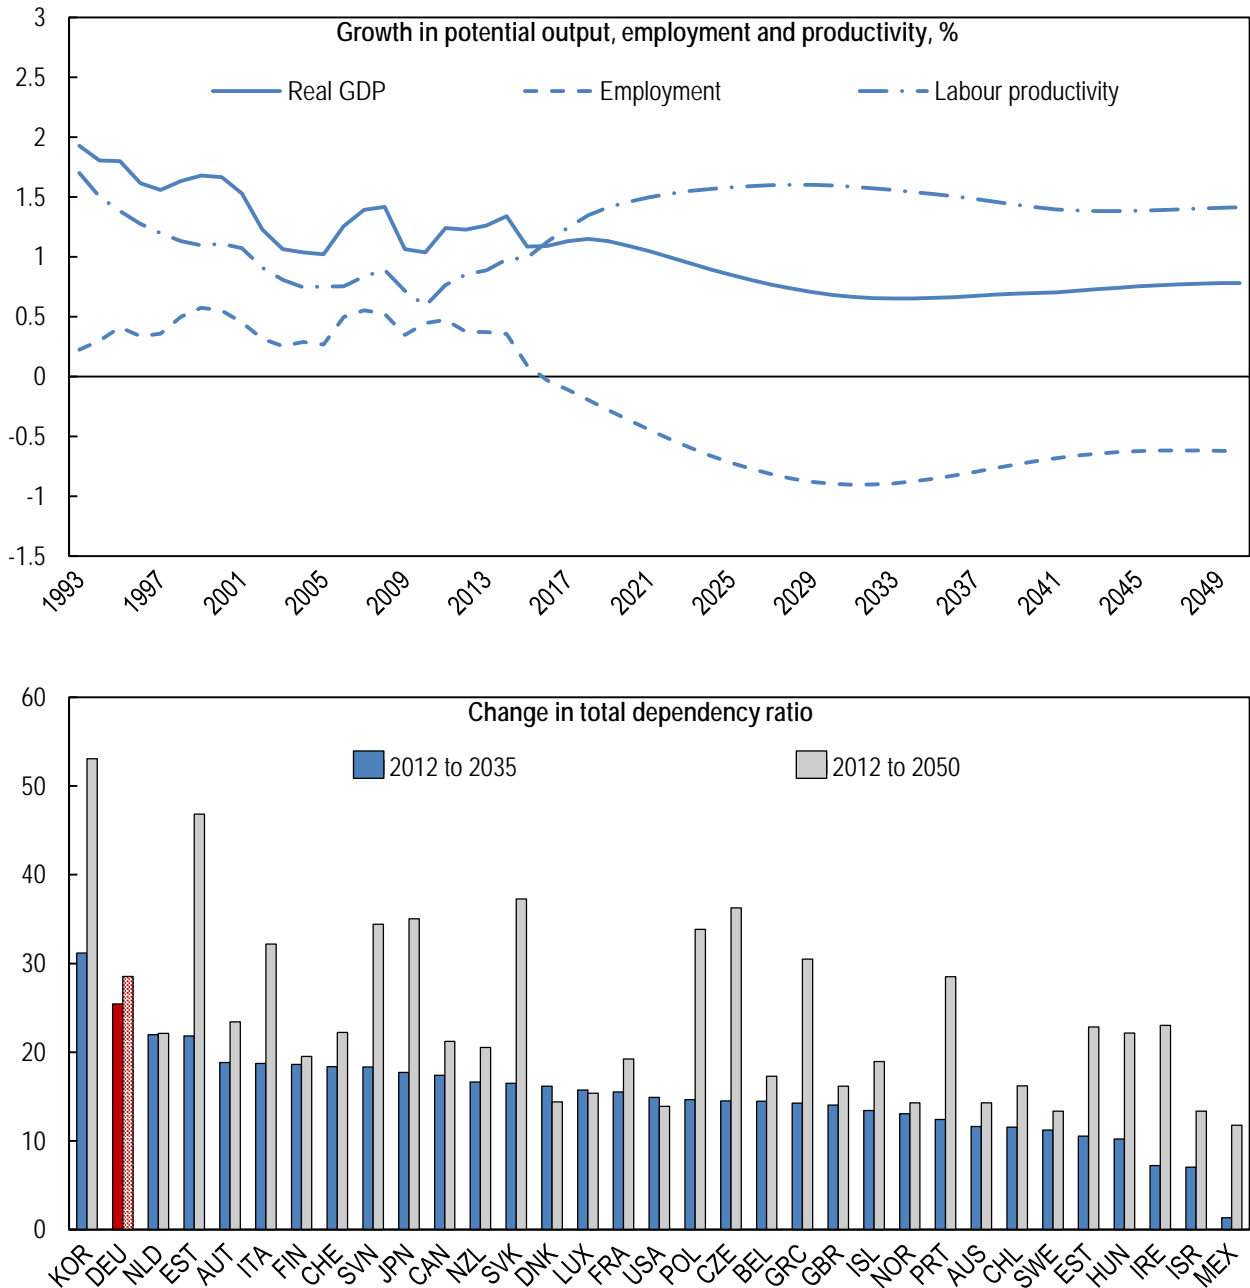 Growth in potential output, employment and productivity, %
Real GDP
Employment
Labour productivity
3
2.5
2
1.5
1
0.5
0
-0.5
-1
-1.5
1993
1997
2001
2005
2009
2013
2017
2021
2025
2029
2033
2037
2041
2045
2049
Change in total dependency ratio
2012 to 2035
2012 to 2050
60
50
40
30
20
10
0
KOR
DEU
NLD
EST
AUT
ITA
FIN
CHE
SVN
JPN
CAN
NZL
SVK
DNK
LUX
FRA
USA
POL
CZE
BEL
GRC
GBR
ISL
NOR
PRT
AUS
CHL
SWE
EST
HUN
IRE
ISR
MEX